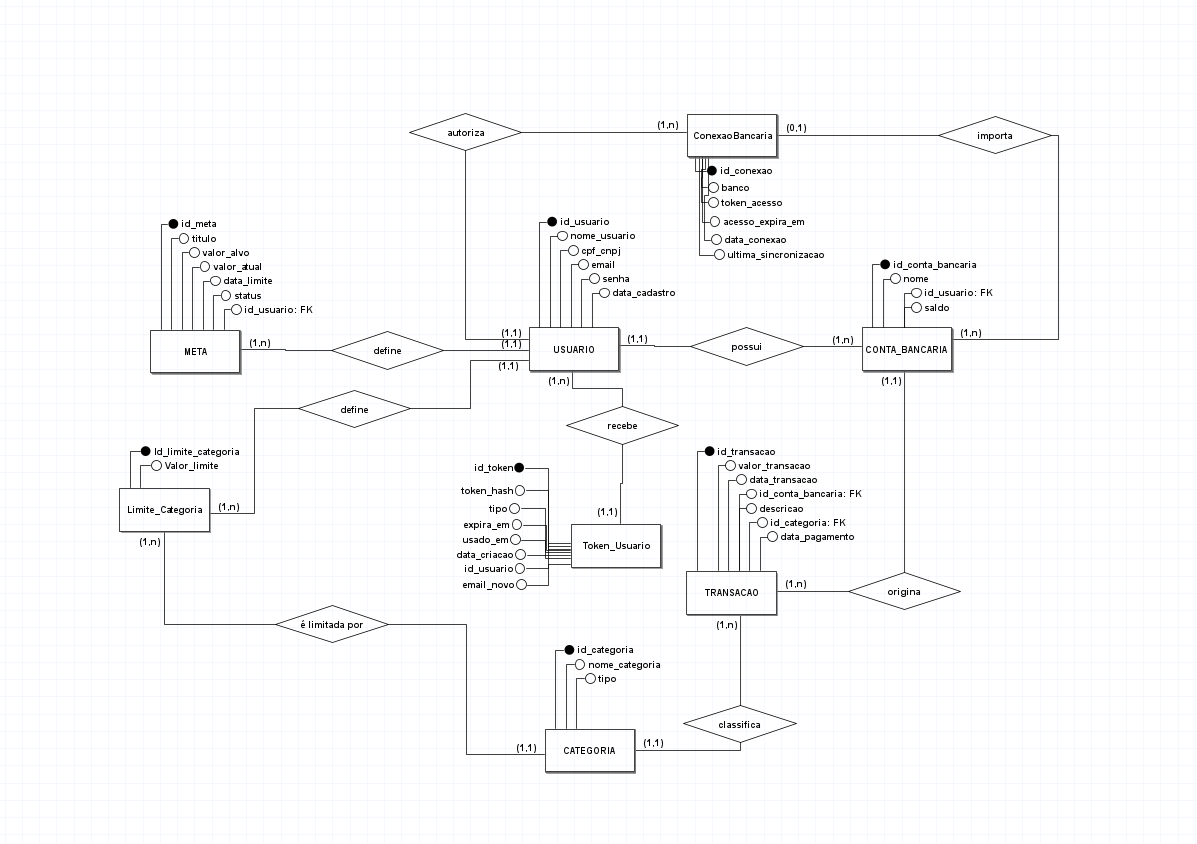 autoriza
(1,n)
ConexaoBancaria
(0,1)
importa
id_conexao
banco
token_acesso
acesso_expira_em
data_conexao
ultima_sincronizacao
id_meta
titulo
valor_alvo
valor_atual
data_limite
status
id_usuario: FK
META
(1,n)
define
id_usuario
nome_usuario
cpf_cnpj
email
senha
data_cadastro
(1,1)
(1,1)
(1,1)
USUARIO
(1,1)
(1,n)
possui
id_conta_bancaria
nome
id_usuario: FK
saldo
(1,n)
CONTA_BANCARIA
(1,n)
(1,1)
define
recebe
Id_limite_categoria
Valor_limite
Limite_Categoria
(1,n)
(1,n)
id_token
token_hash
tipo
expira_em
usado_em
data_criacao
id_usuario
email_novo
(1,1)
Token_Usuario
id_transacao
valor_transacao
data_transacao
id_conta_bancaria: FK
descricao
id_categoria: FK
data_pagamento
TRANSACAO
(1,n)
origina
(1,n)
é limitada por
id_categoria
nome_categoria
tipo
classifica
(1,1)
CATEGORIA
(1,1)